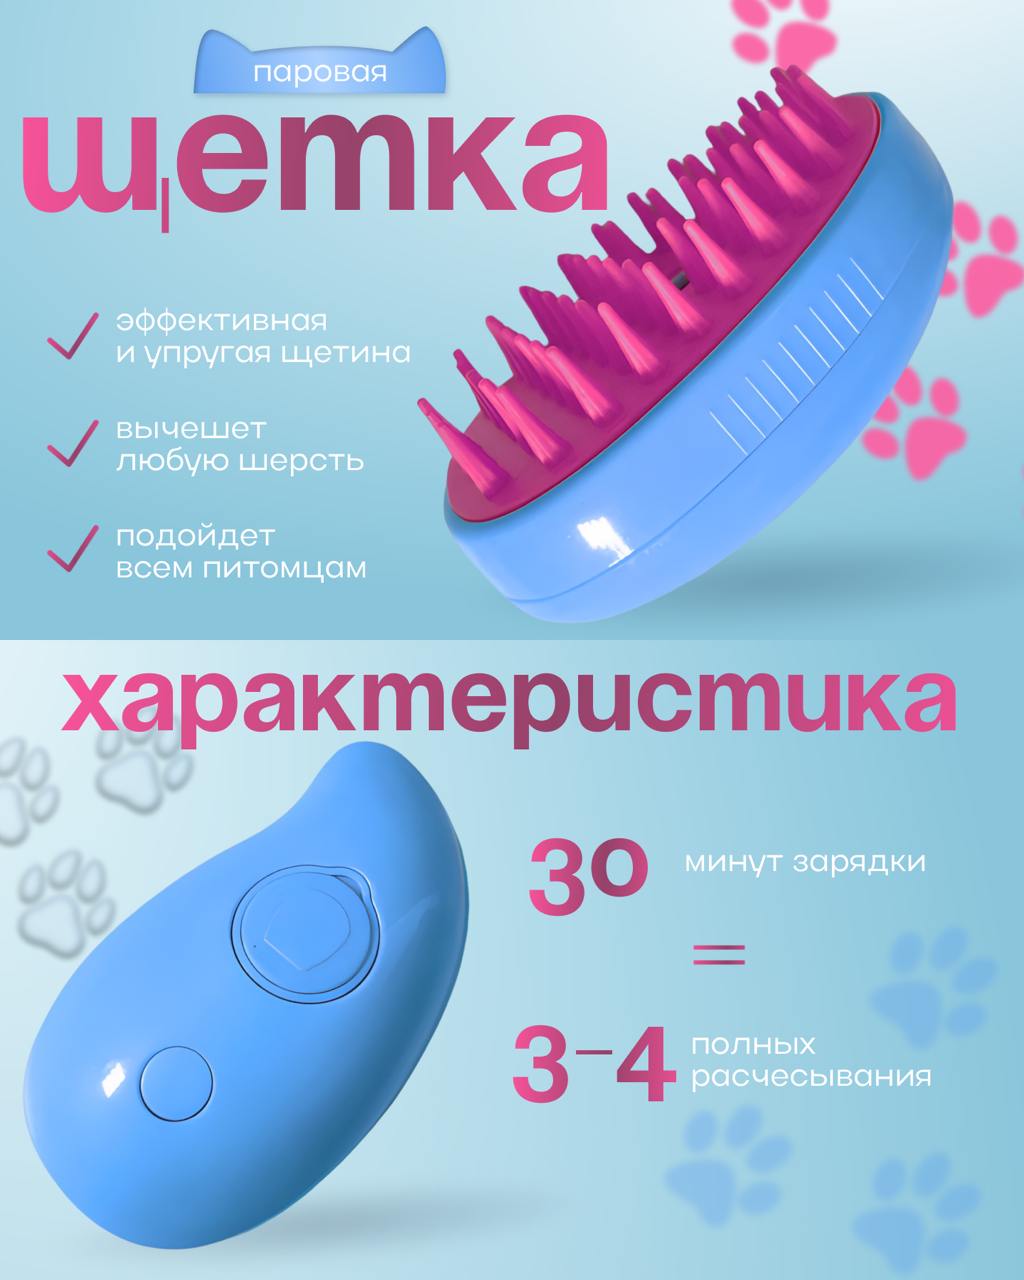 паровая
щетка
эффективная
и упругая щетина
вычешет
любую шерсть
подойдет
всем питомцам
характеристика
30 минут зарядки
=
3–4 полных
расчесывания